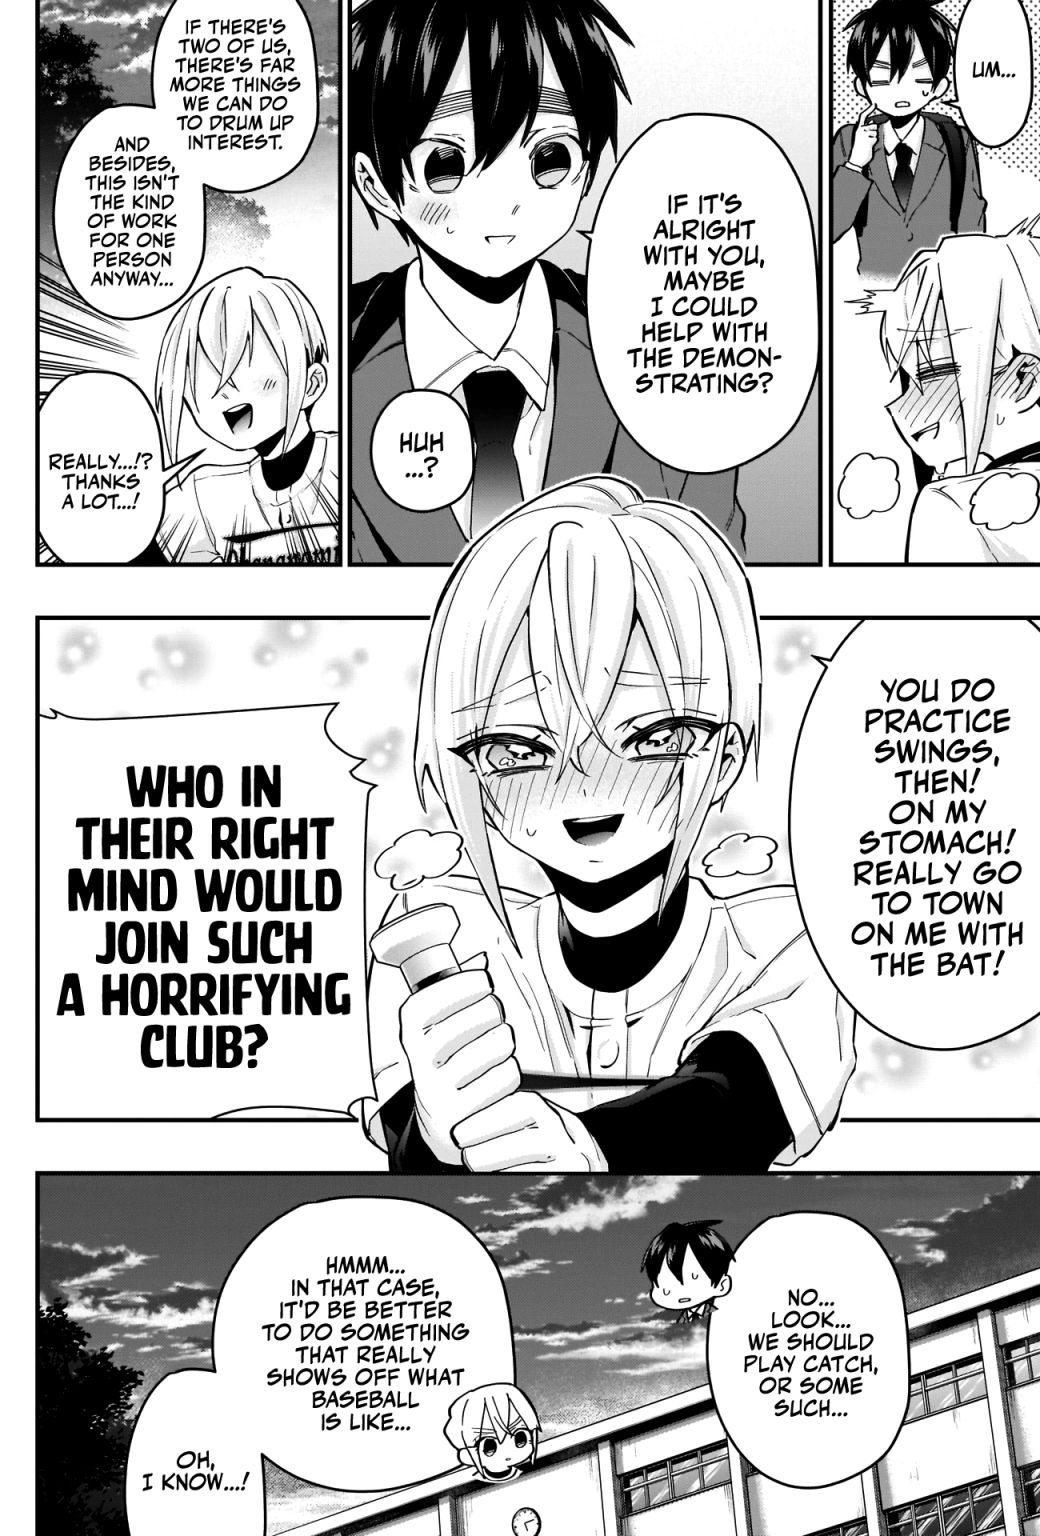 UM...
IF IT'S
ALRIGHT
WITH YOU,
MAYBE
I COULD
HELP WITH
THE DEMON-
STRATING?
HUH
...?
IF THERE'S
TWO OF US,
THERE'S FAR
MORE THINGS
WE CAN DO
TO DRUM UP
INTEREST.
AND
BESIDES,
THIS ISN'T
THE KIND
OF WORK
FOR ONE
PERSON
ANYWAY...
REALLY...!?
THANKS
A LOT...!
YOU DO
PRACTICE
SWINGS,
THEN!
ON MY
STOMACH!
REALLY GO
TO TOWN
ON ME WITH
THE BAT!
WHO IN
THEIR RIGHT
MIND WOULD
JOIN SUCH
A HORRIFYING
CLUB?
NO...
LOOK...
WE SHOULD
PLAY CATCH,
OR SOME
SUCH...
HMMM...
IN THAT CASE,
IT'D BE BETTER
TO DO SOMETHING
THAT REALLY
SHOWS OFF WHAT
BASEBALL
IS LIKE...
OH,
I KNOW...!